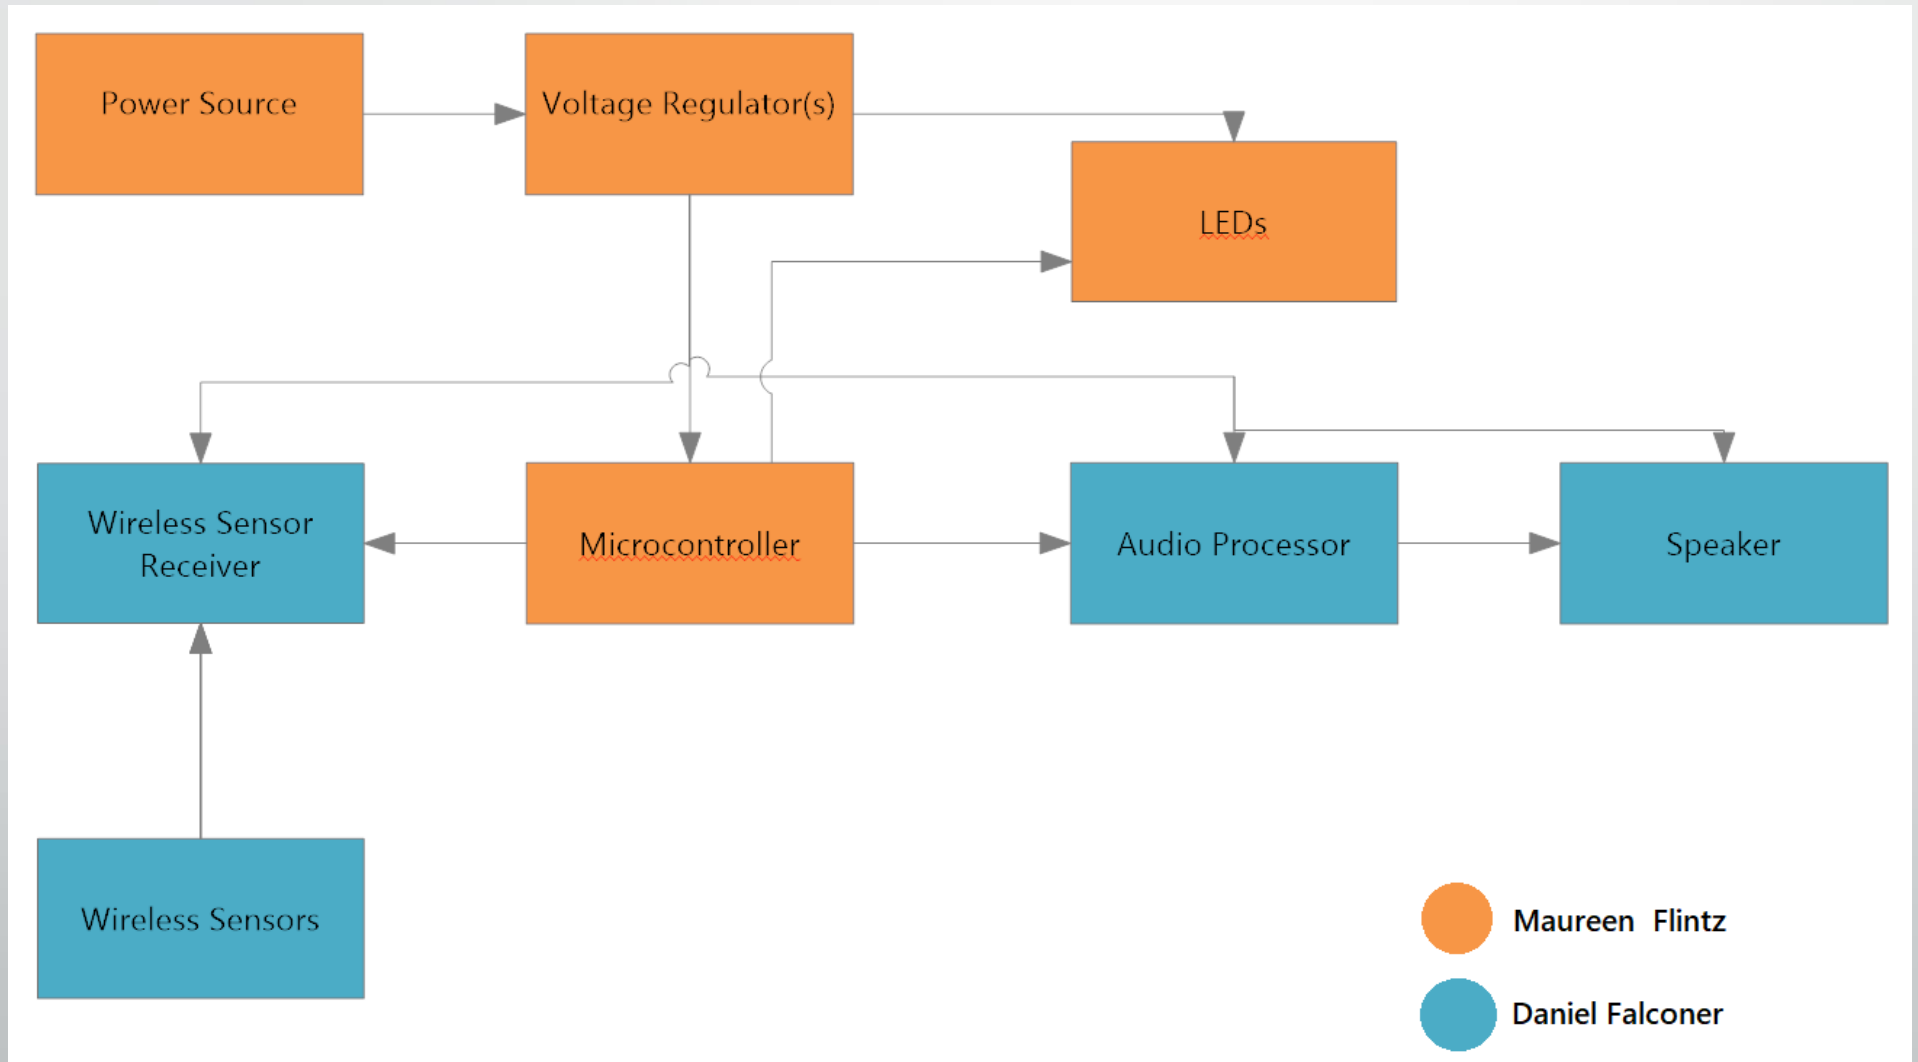 Power Source
Voltage Regulator(s)
LEDs
Wireless Sensor
Receiver
Microcontroller
Audio Processor
Speaker
Wireless Sensors
Maureen  Flintz
Daniel Falconer